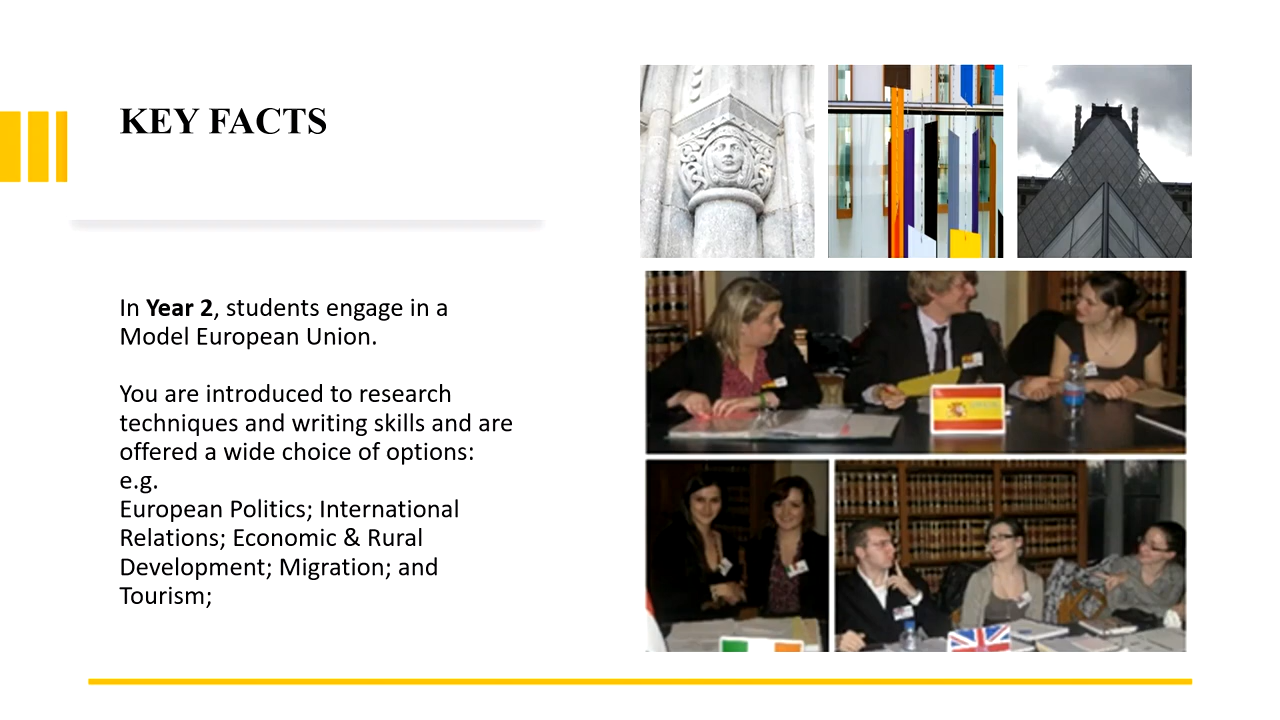 KEY FACTS
In Year 2, students engage in a
Model European Union.
You are introduced to research
techniques and writing skills and are
offered a wide choice of options:
e.g.
European Politics; International
Relations; Economic & Rural
Development; Migration; and
Tourism;